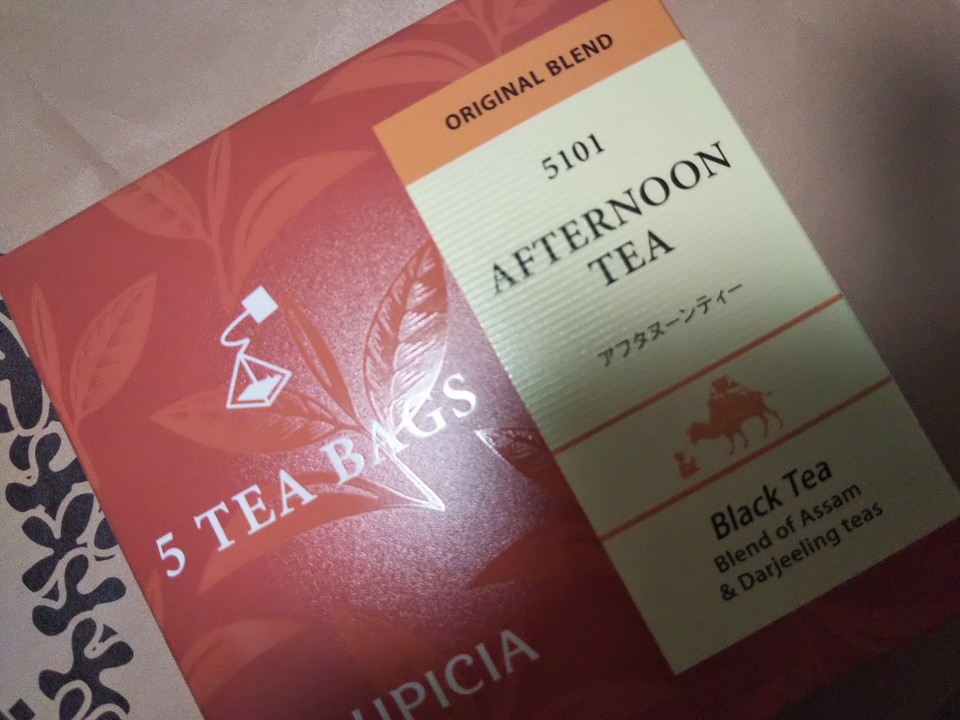 ORIGINAL BLEND
5101
AFTERNOON
TEA
アフタヌーンティー
Black Tea
Blend of Assam
& Darjeeling teas
5 TEA BAGS
UPICIA